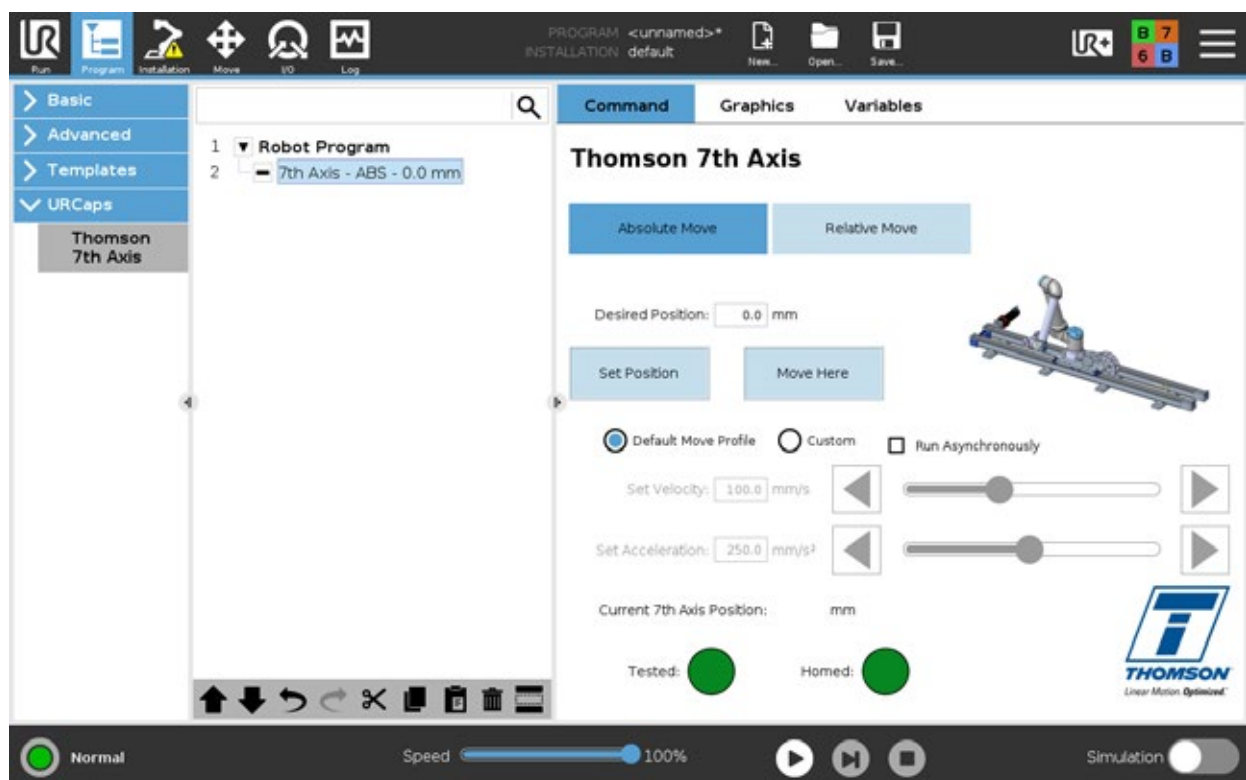 UR
PROGRAM <unnamed>*
INSTALLATION default
UR+
B 7
6 B
Run Program Installation Move I/O Log New... Open... Save...
Basic
Advanced
Templates
URCaps
Thomson
7th Axis
1 Robot Program
2 7th Axis - ABS - 0.0 mm
Command Graphics Variables
Thomson 7th Axis
Absolute Move Relative Move
Desired Position: 0.0 mm
Set Position Move Here
Default Move Profile Custom Run Asynchronously
Set Velocity: 100.0 mm/s
Set Acceleration: 250.0 mm/s²
Current 7th Axis Position: mm
Tested: Homed:
THOMSON
Linear Motion. Optimized.
Normal Speed 100% Simulation